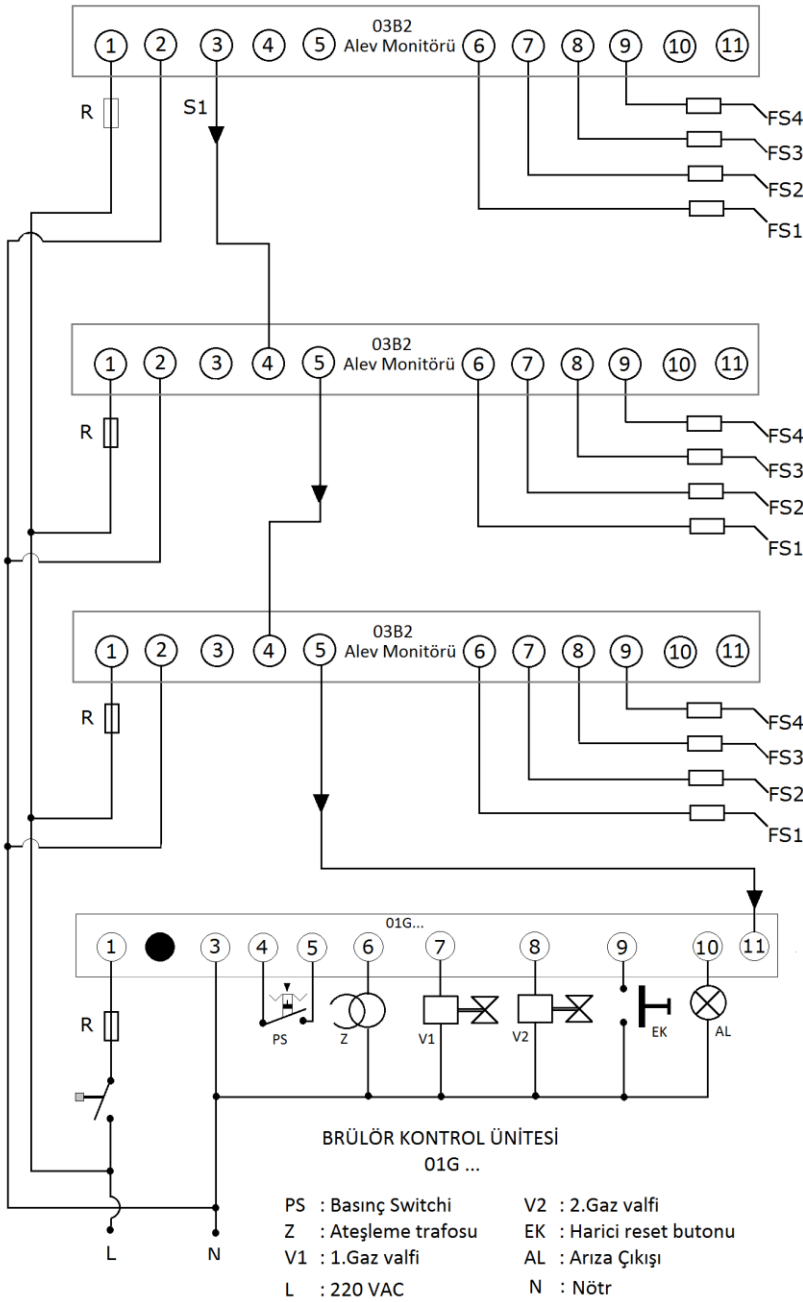 03B2
1 2 3 4 5 Alev Monitörü 6 7 8 9 10 11
R
S1
FS4
FS3
FS2
FS1
03B2
1 2 3 4 5 Alev Monitörü 6 7 8 9 10 11
R
FS4
FS3
FS2
FS1
03B2
1 2 3 4 5 Alev Monitörü 6 7 8 9 10 11
R
FS4
FS3
FS2
FS1
01G...
1 3 4 5 6 7 8 9 10 11
R
PS Z V1 V2 EK AL
BRÜLÖR KONTROL ÜNİTESİ
01G ...
PS : Basınç Switchi
Z : Ateşleme trafosu
V1 : 1.Gaz valfi
L : 220 VAC
V2 : 2.Gaz valfi
EK : Harici reset butonu
AL : Arıza Çıkışı
N : Nötr
L N